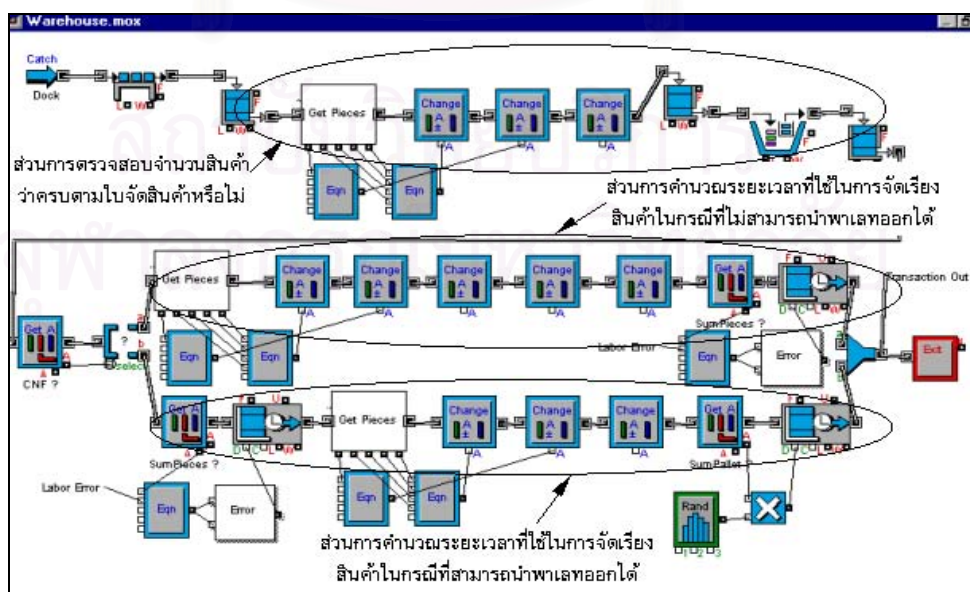 Warehouse.mox
Catch
Dock
L W F
L W F
Get Pieces
Change
Change
Change
A
A
A
L W F
F
Eqn
Eqn
ส่วนการตรวจสอบจำนวนสินค้า
ว่าครบตามใบจัดสินค้าหรือไม่
ส่วนการคำนวณระยะเวลาที่ใช้ในการจัดเรียง
สินค้าในกรณีที่ไม่สามารถนำพาเลทออกได้
Get Pieces
Change
Change
Change
Change
Change
Get A
F U
Transaction Out
A
A
A
A
A
SumPieces ?
D C L W
Get A
CNF ?
?
a
b
select
Eqn
Eqn
Labor Error
Eqn
Error
a
b
Exit
Get A
F U
Get Pieces
Change
Change
Change
Get A
F U
SumPieces ?
D C L W
A
A
A
SumPallet ?
D C L W
Labor Error
Eqn
Error
Eqn
Eqn
Rand
1 2 3
ส่วนการคำนวณระยะเวลาที่ใช้ในการจัดเรียง
สินค้าในกรณีที่สามารถนำพาเลทออกได้